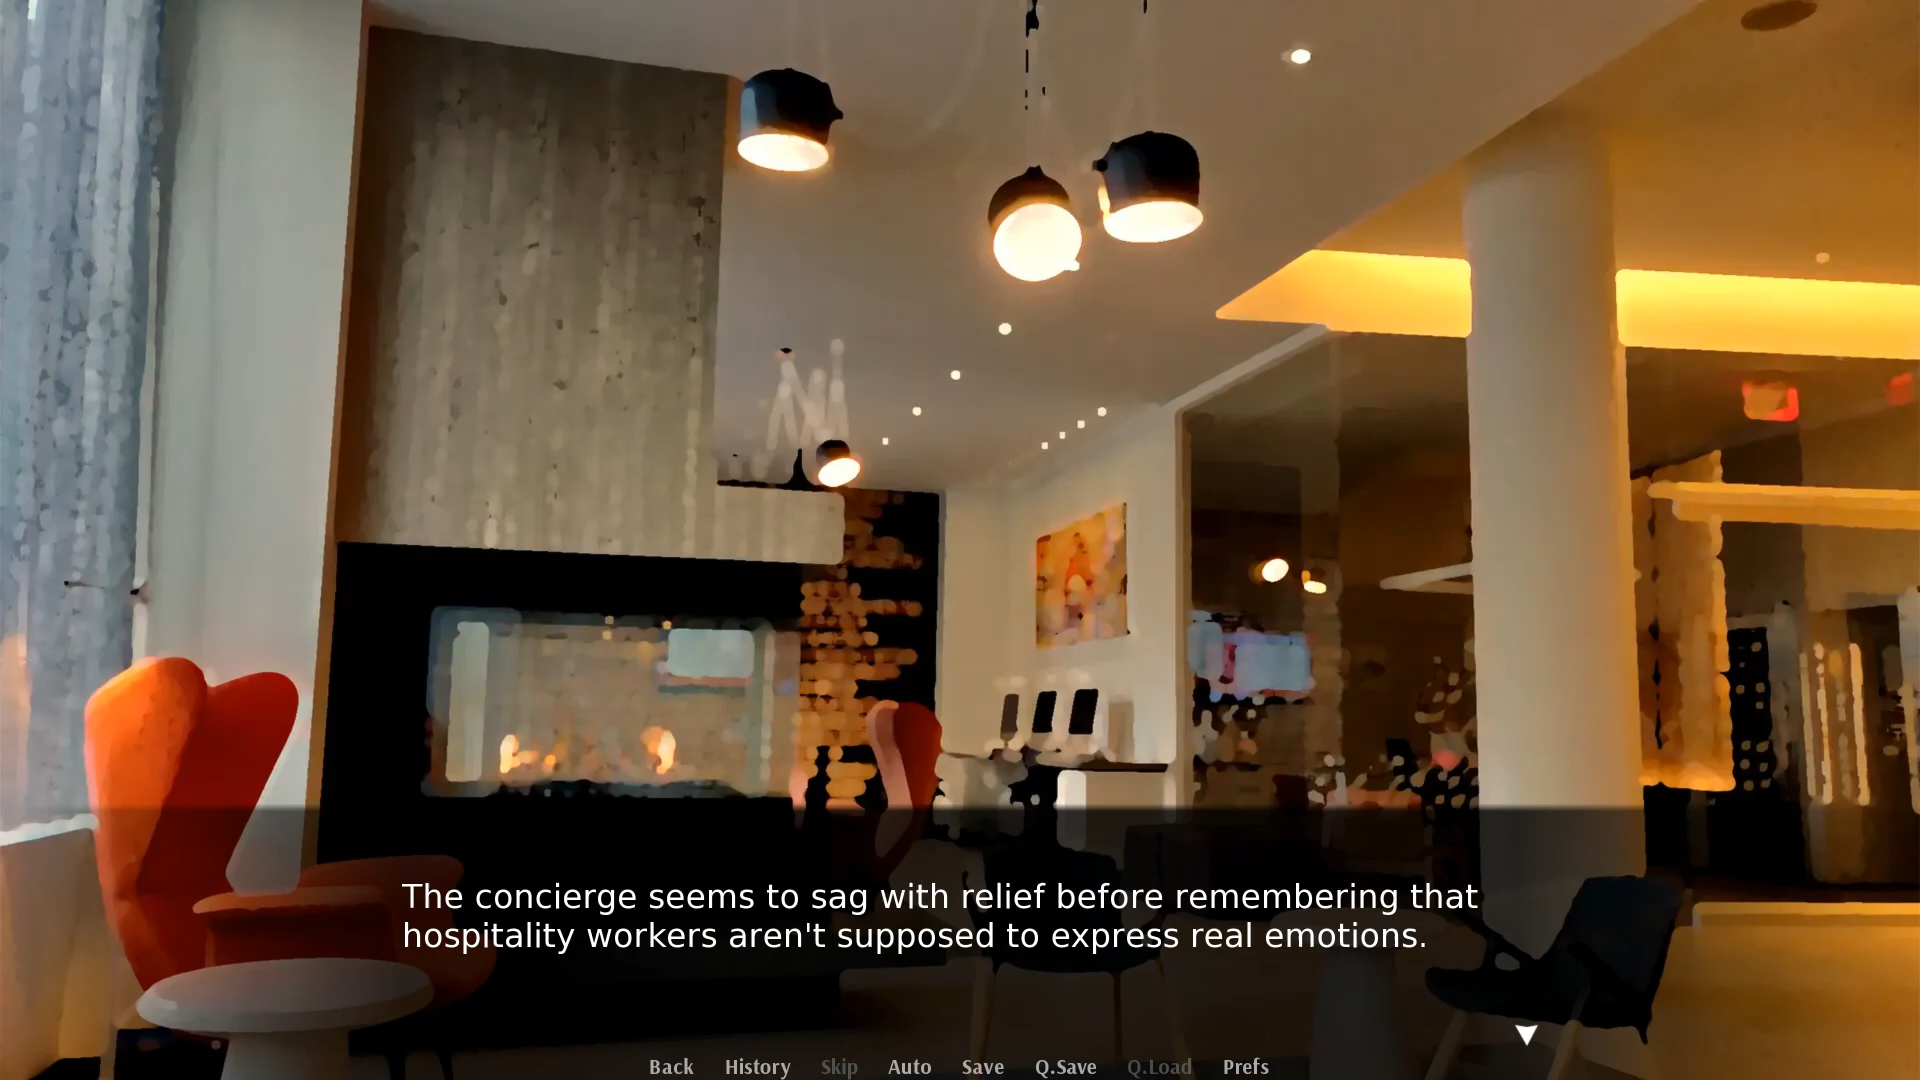 The concierge seems to sag with relief before remembering that
hospitality workers aren't supposed to express real emotions.
Back History Skip Auto Save Q.Save Q.Load Prefs